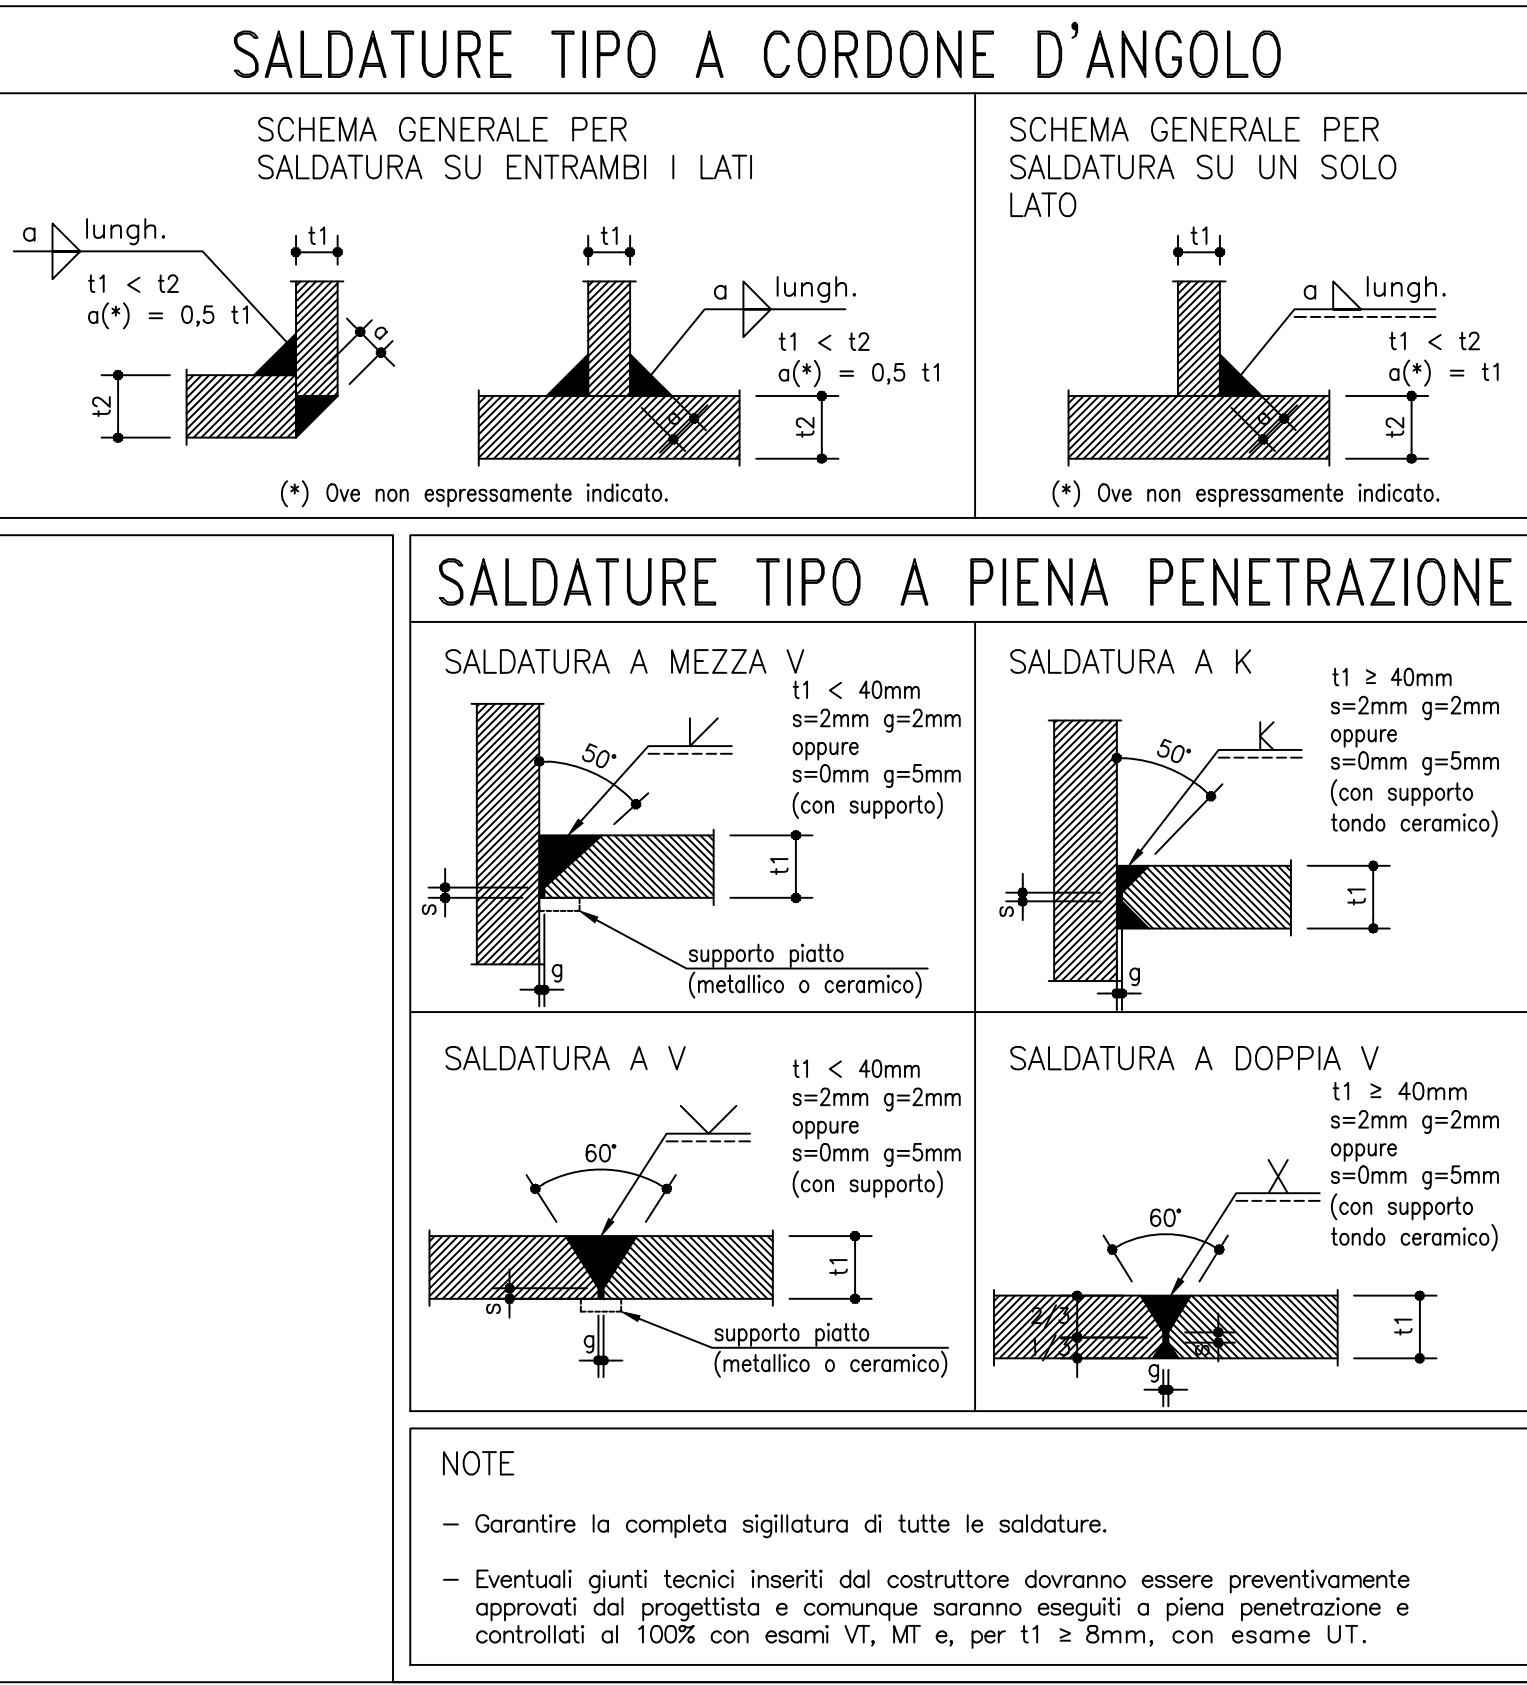 SALDATURE TIPO A CORDONE D'ANGOLO
SCHEMA GENERALE PER
SALDATURA SU ENTRAMBI I LATI
a lungh.
t1 < t2
a(*) = 0,5 t1
t1
a
t2
t1
a lungh.
t1 < t2
a(*) = 0,5 t1
a
t2
(*) Ove non espressamente indicato.
SCHEMA GENERALE PER
SALDATURA SU UN SOLO
LATO
t1
a lungh.
t1 < t2
a(*) = t1
a
t2
(*) Ove non espressamente indicato.
SALDATURE TIPO A PIENA PENETRAZIONE
SALDATURA A MEZZA V
t1 < 40mm
s=2mm g=2mm
oppure
s=0mm g=5mm
(con supporto)
50°
t1
s
g
supporto piatto
(metallico o ceramico)
SALDATURA A K
t1 ≥ 40mm
s=2mm g=2mm
oppure
s=0mm g=5mm
(con supporto
tondo ceramico)
50°
t1
s
g
SALDATURA A V
t1 < 40mm
s=2mm g=2mm
oppure
s=0mm g=5mm
(con supporto)
60°
t1
s
g
supporto piatto
(metallico o ceramico)
SALDATURA A DOPPIA V
t1 ≥ 40mm
s=2mm g=2mm
oppure
s=0mm g=5mm
(con supporto
tondo ceramico)
60°
2/3
1/3
s
t1
g
NOTE
– Garantire la completa sigillatura di tutte le saldature.
– Eventuali giunti tecnici inseriti dal costruttore dovranno essere preventivamente
approvati dal progettista e comunque saranno eseguiti a piena penetrazione e
controllati al 100% con esami VT, MT e, per t1 ≥ 8mm, con esame UT.